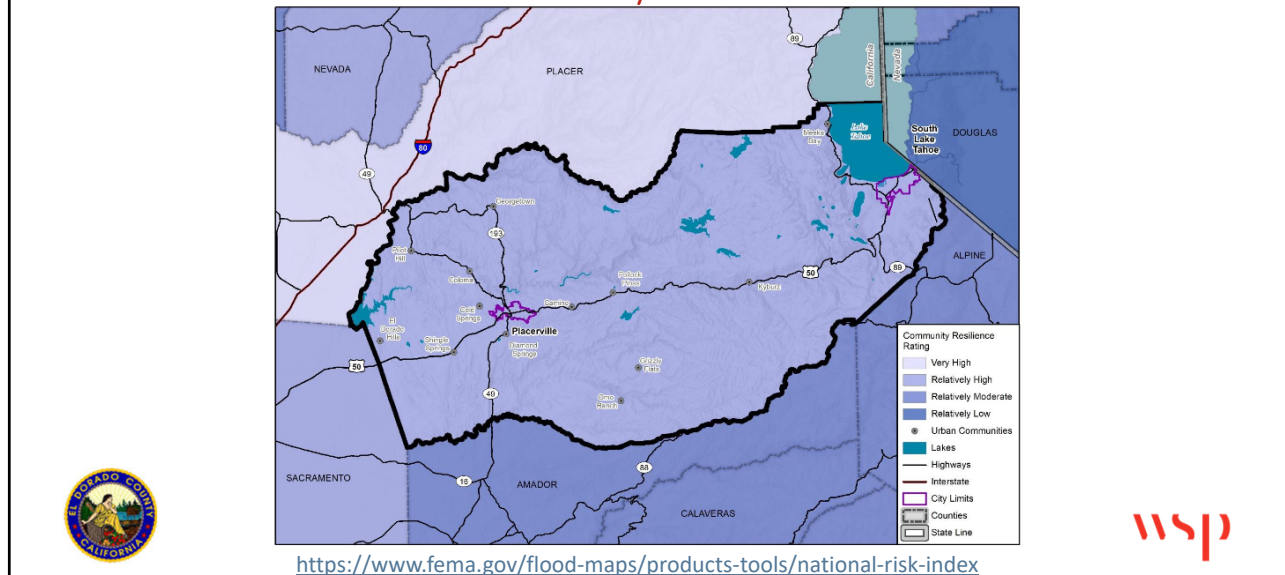 89
NEVADA
PLACER
California
Nevada
Lake
Tahoe
Meeks
Bay
South
Lake
Tahoe
DOUGLAS
80
49
Georgetown
193
Pilot
Hill
Coloma
Pollock
Pines
50
Kyburz
89
ALPINE
Cold
Springs
Camino
El
Dorado
Hills
Placerville
Shingle
Springs
Diamond
Springs
50
Grizzly
Flats
49
Omo
Ranch
88
SACRAMENTO
16
AMADOR
CALAVERAS
Community Resilience
Rating
Very High
Relatively High
Relatively Moderate
Relatively Low
Urban Communities
Lakes
Highways
Interstate
City Limits
Counties
State Line
EL DORADO COUNTY
CALIFORNIA
wsp
https://www.fema.gov/flood-maps/products-tools/national-risk-index